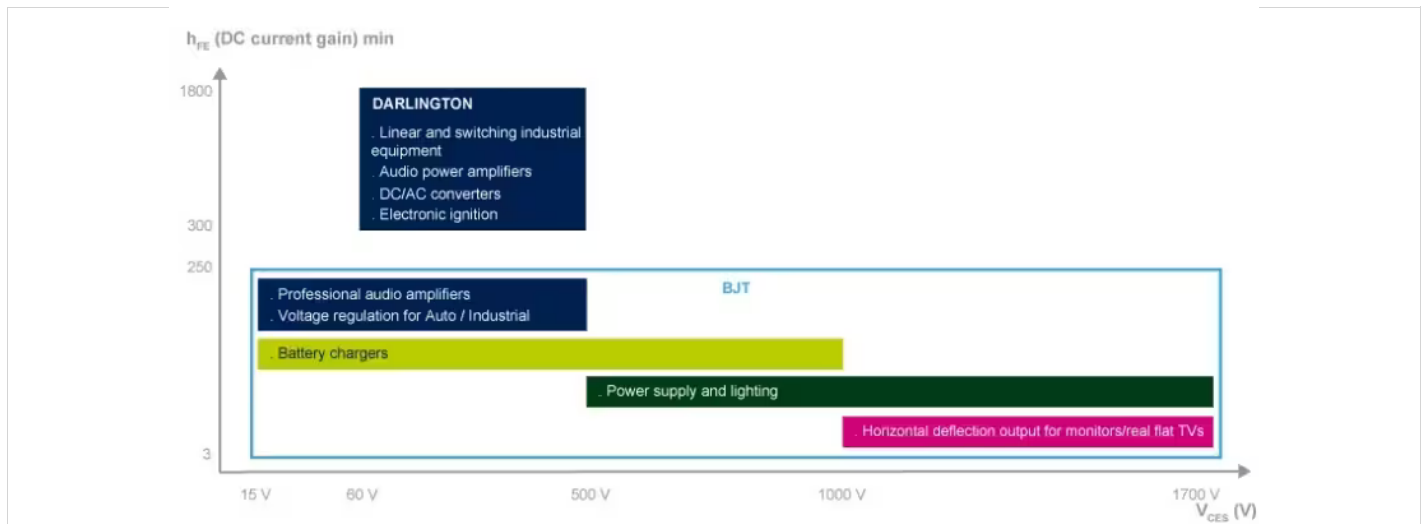 hFE (DC current gain) min
1800
DARLINGTON
. Linear and switching industrial
equipment
. Audio power amplifiers
. DC/AC converters
. Electronic ignition
300
250
BJT
. Professional audio amplifiers
. Voltage regulation for Auto / Industrial
. Battery chargers
. Power supply and lighting
. Horizontal deflection output for monitors/real flat TVs
3
15 V 60 V 500 V 1000 V 1700 V
VCES (V)